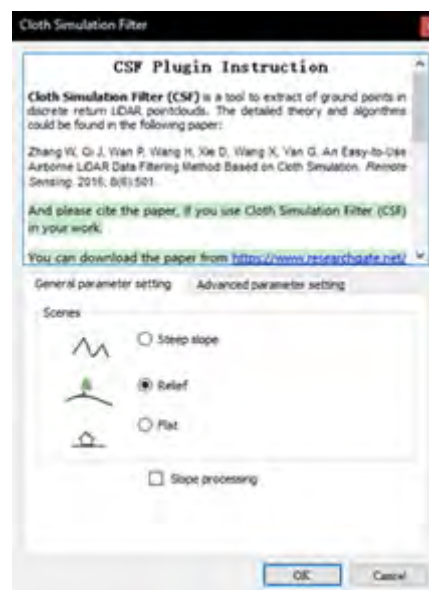 Cloth Simulation Filter
CSF Plugin Instruction
Cloth Simulation Filter (CSF) is a tool to extract of ground points in
discrete return LiDAR pointclouds. The detailed theory and algorithms
could be found in the following paper:
Zhang W, Qi J, Wan P, Wang H, Xie D, Wang X, Yan G. An Easy-to-Use
Airborne LiDAR Data Filtering Method Based on Cloth Simulation. Remote
Sensing. 2016; 8(6):501.
And please cite the paper, if you use Cloth Simulation Filter (CSF)
in your work.
You can download the paper from https://www.researchgate.net/
General parameter setting Advanced parameter setting
Scenes
Steep slope
Relief
Flat
Slope processing
OK Cancel